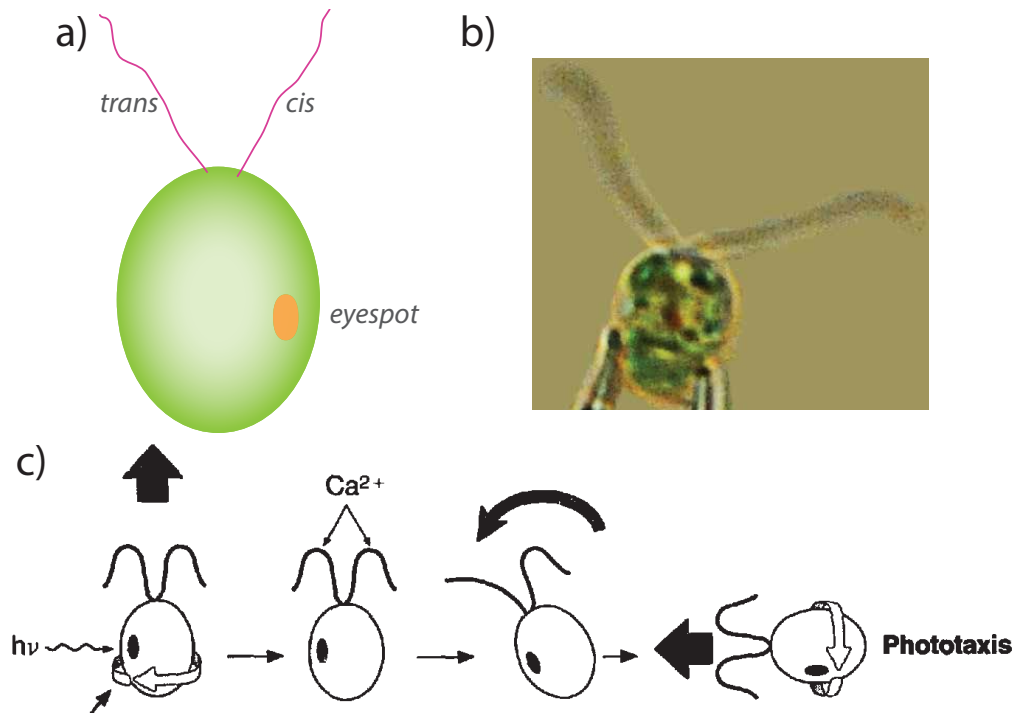 a)
trans
cis
eyespot
b)
c)
Ca²⁺
hν
Phototaxis